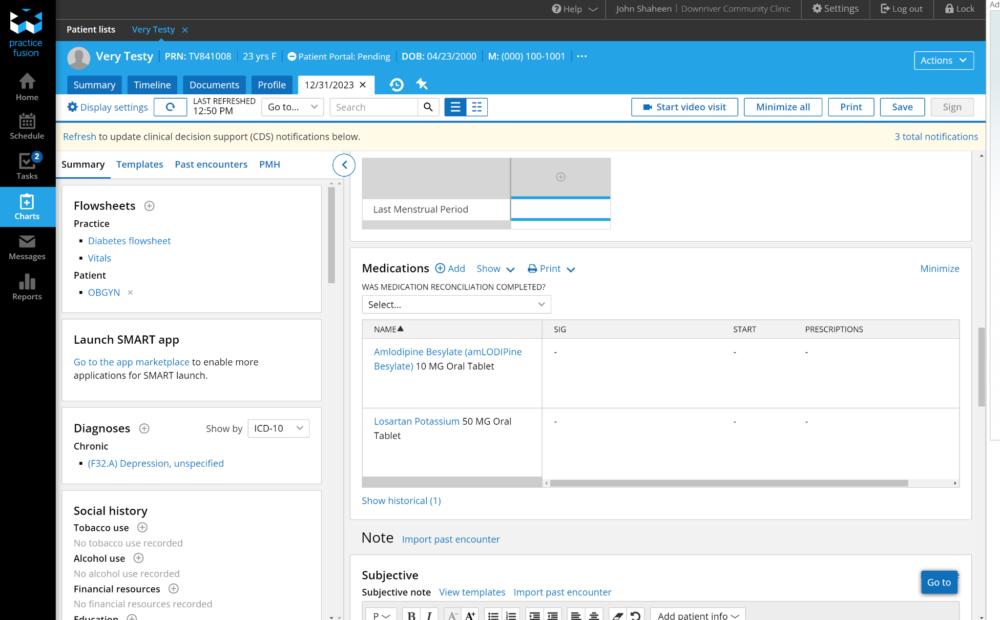 Help
John Shaheen | Downriver Community Clinic
Settings
Log out
Lock
practice
fusion
Patient lists
Very Testy ×
Very Testy
PRN: TV841008
23 yrs F
Patient Portal: Pending
DOB: 04/23/2000
M: (000) 100-1001
...
Actions
Summary
Timeline
Documents
Profile
12/31/2023 ×
Display settings
LAST REFRESHED
12:50 PM
Go to...
Search
Start video visit
Minimize all
Print
Save
Sign
Refresh to update clinical decision support (CDS) notifications below.
3 total notifications
Home
Schedule
2
Tasks
Charts
Messages
Reports
Summary
Templates
Past encounters
PMH
Flowsheets
Practice
Diabetes flowsheet
Vitals
Patient
OBGYN ×
Launch SMART app
Go to the app marketplace to enable more
applications for SMART launch.
Diagnoses
Show by
ICD-10
Chronic
(F32.A) Depression, unspecified
Social history
Tobacco use
No tobacco use recorded
Alcohol use
No alcohol use recorded
Financial resources
No financial resources recorded
Education
Last Menstrual Period
Medications
Add
Show
Print
Minimize
WAS MEDICATION RECONCILIATION COMPLETED?
Select...
NAME
SIG
START
PRESCRIPTIONS
Amlodipine Besylate (amLODIPine
Besylate) 10 MG Oral Tablet
-
-
-
Losartan Potassium 50 MG Oral
Tablet
-
-
-
Show historical (1)
Note
Import past encounter
Subjective
Go to
Subjective note
View templates
Import past encounter
P
B
I
A-
A+
Add patient info